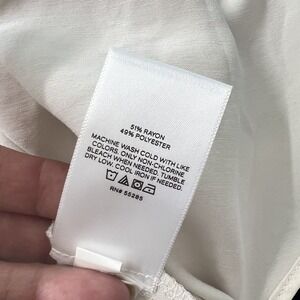 51% RAYON
49% POLYESTER
MACHINE WASH COLD WITH LIKE
COLORS. ONLY NON-CHLORINE
BLEACH WHEN NEEDED. TUMBLE
DRY LOW. COOL IRON IF NEEDED.
RN# 55285